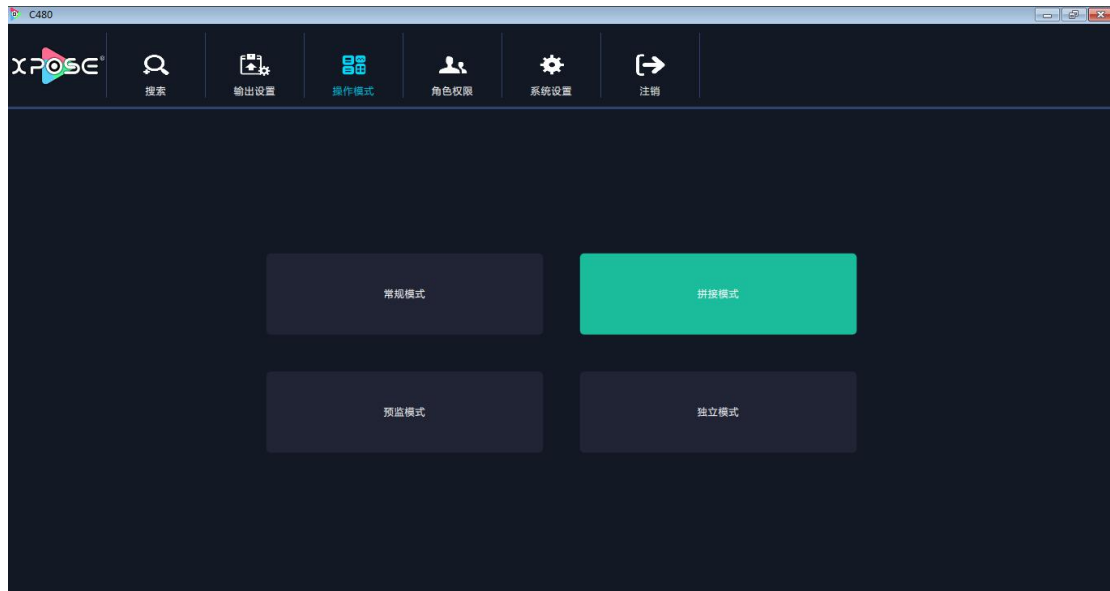 C480
XPOSE®
搜索
输出设置
操作模式
角色权限
系统设置
注销
常规模式
拼接模式
预监模式
独立模式